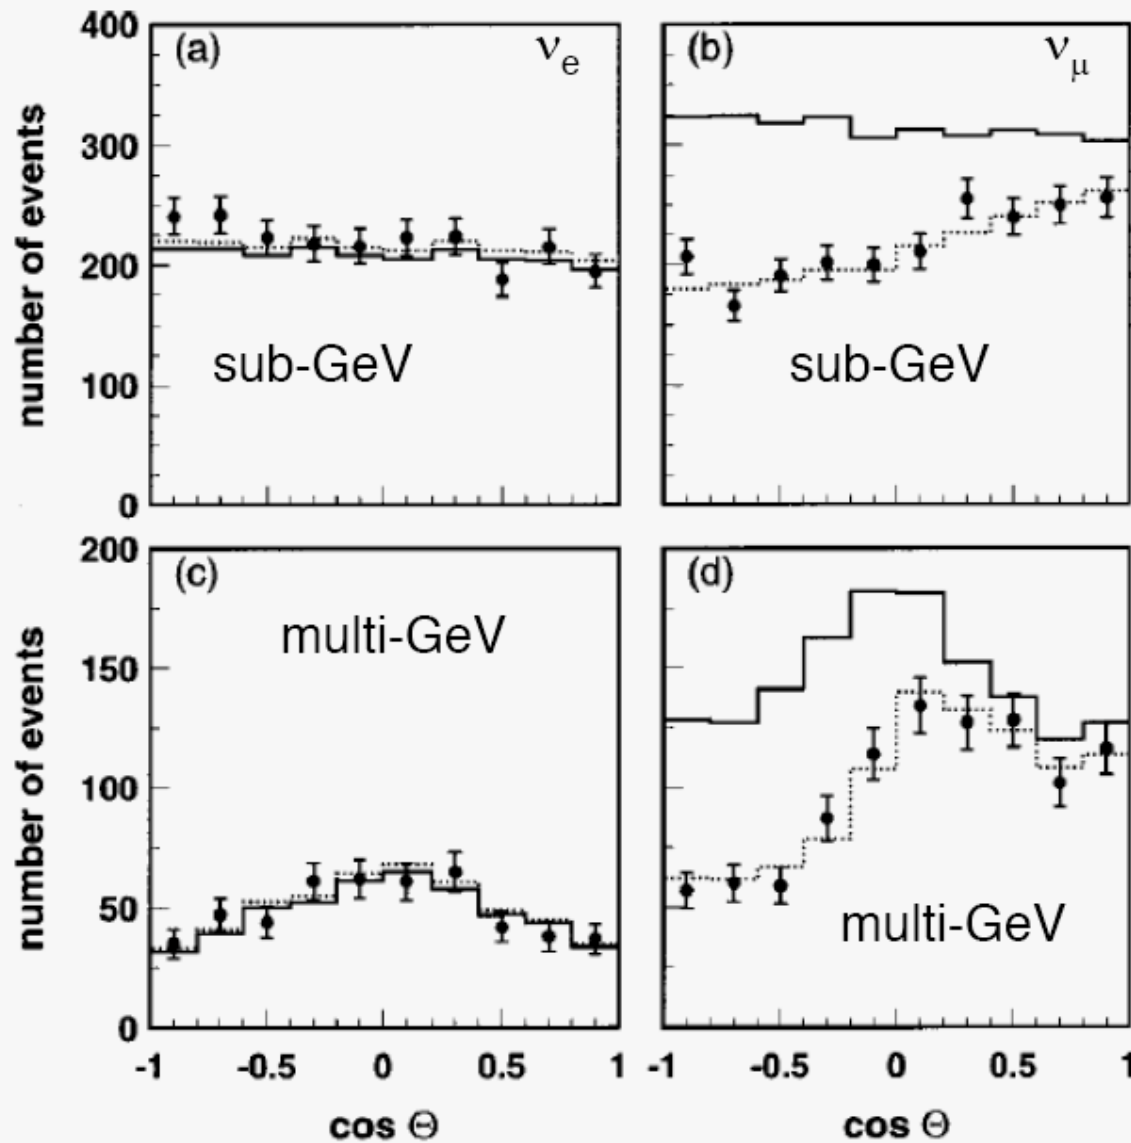 400
300
200
100
0
number of events
(a)
ν_e
sub-GeV
(b)
ν_μ
sub-GeV
200
150
100
50
0
number of events
(c)
multi-GeV
(d)
multi-GeV
-1 -0.5 0 0.5 1
cos Θ
-1 -0.5 0 0.5 1
cos Θ